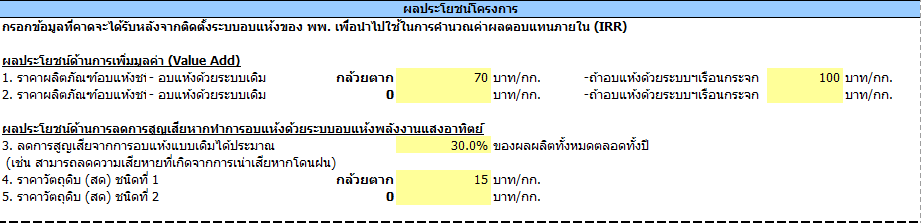 ผลประโยชน์โครงการ
กรอกข้อมูลที่คาดจะได้รับหลังจากติดตั้งระบบอบแห้งของ พพ. เพื่อนำไปใช้ในการคำนวณค่าผลตอบแทนภายใน (IRR)
ผลประโยชน์ด้านการเพิ่มมูลค่า (Value Add)
1. ราคาผลิตภัณฑ์อบแห้งชา - อบแห้งด้วยระบบเดิม กล้วยตาก 70 บาท/กก. -ถ้าอบแห้งด้วยระบบฯเรือนกระจก 100 บาท/กก.
2. ราคาผลิตภัณฑ์อบแห้งชา - อบแห้งด้วยระบบเดิม 0 บาท/กก. -ถ้าอบแห้งด้วยระบบฯเรือนกระจก บาท/กก.
ผลประโยชน์ด้านการลดการสูญเสียหากทำการอบแห้งด้วยระบบอบแห้งพลังงานแสงอาทิตย์
3. ลดการสูญเสียจากการอบแห้งแบบเดิมได้ประมาณ 30.0% ของผลผลิตทั้งหมดตลอดทั้งปี
(เช่น สามารถลดความเสียหายที่เกิดจากการเน่าเสียหากโดนฝน)
4. ราคาวัตถุดิบ (สด) ชนิดที่ 1 กล้วยตาก 15 บาท/กก.
5. ราคาวัตถุดิบ (สด) ชนิดที่ 2 0 บาท/กก.